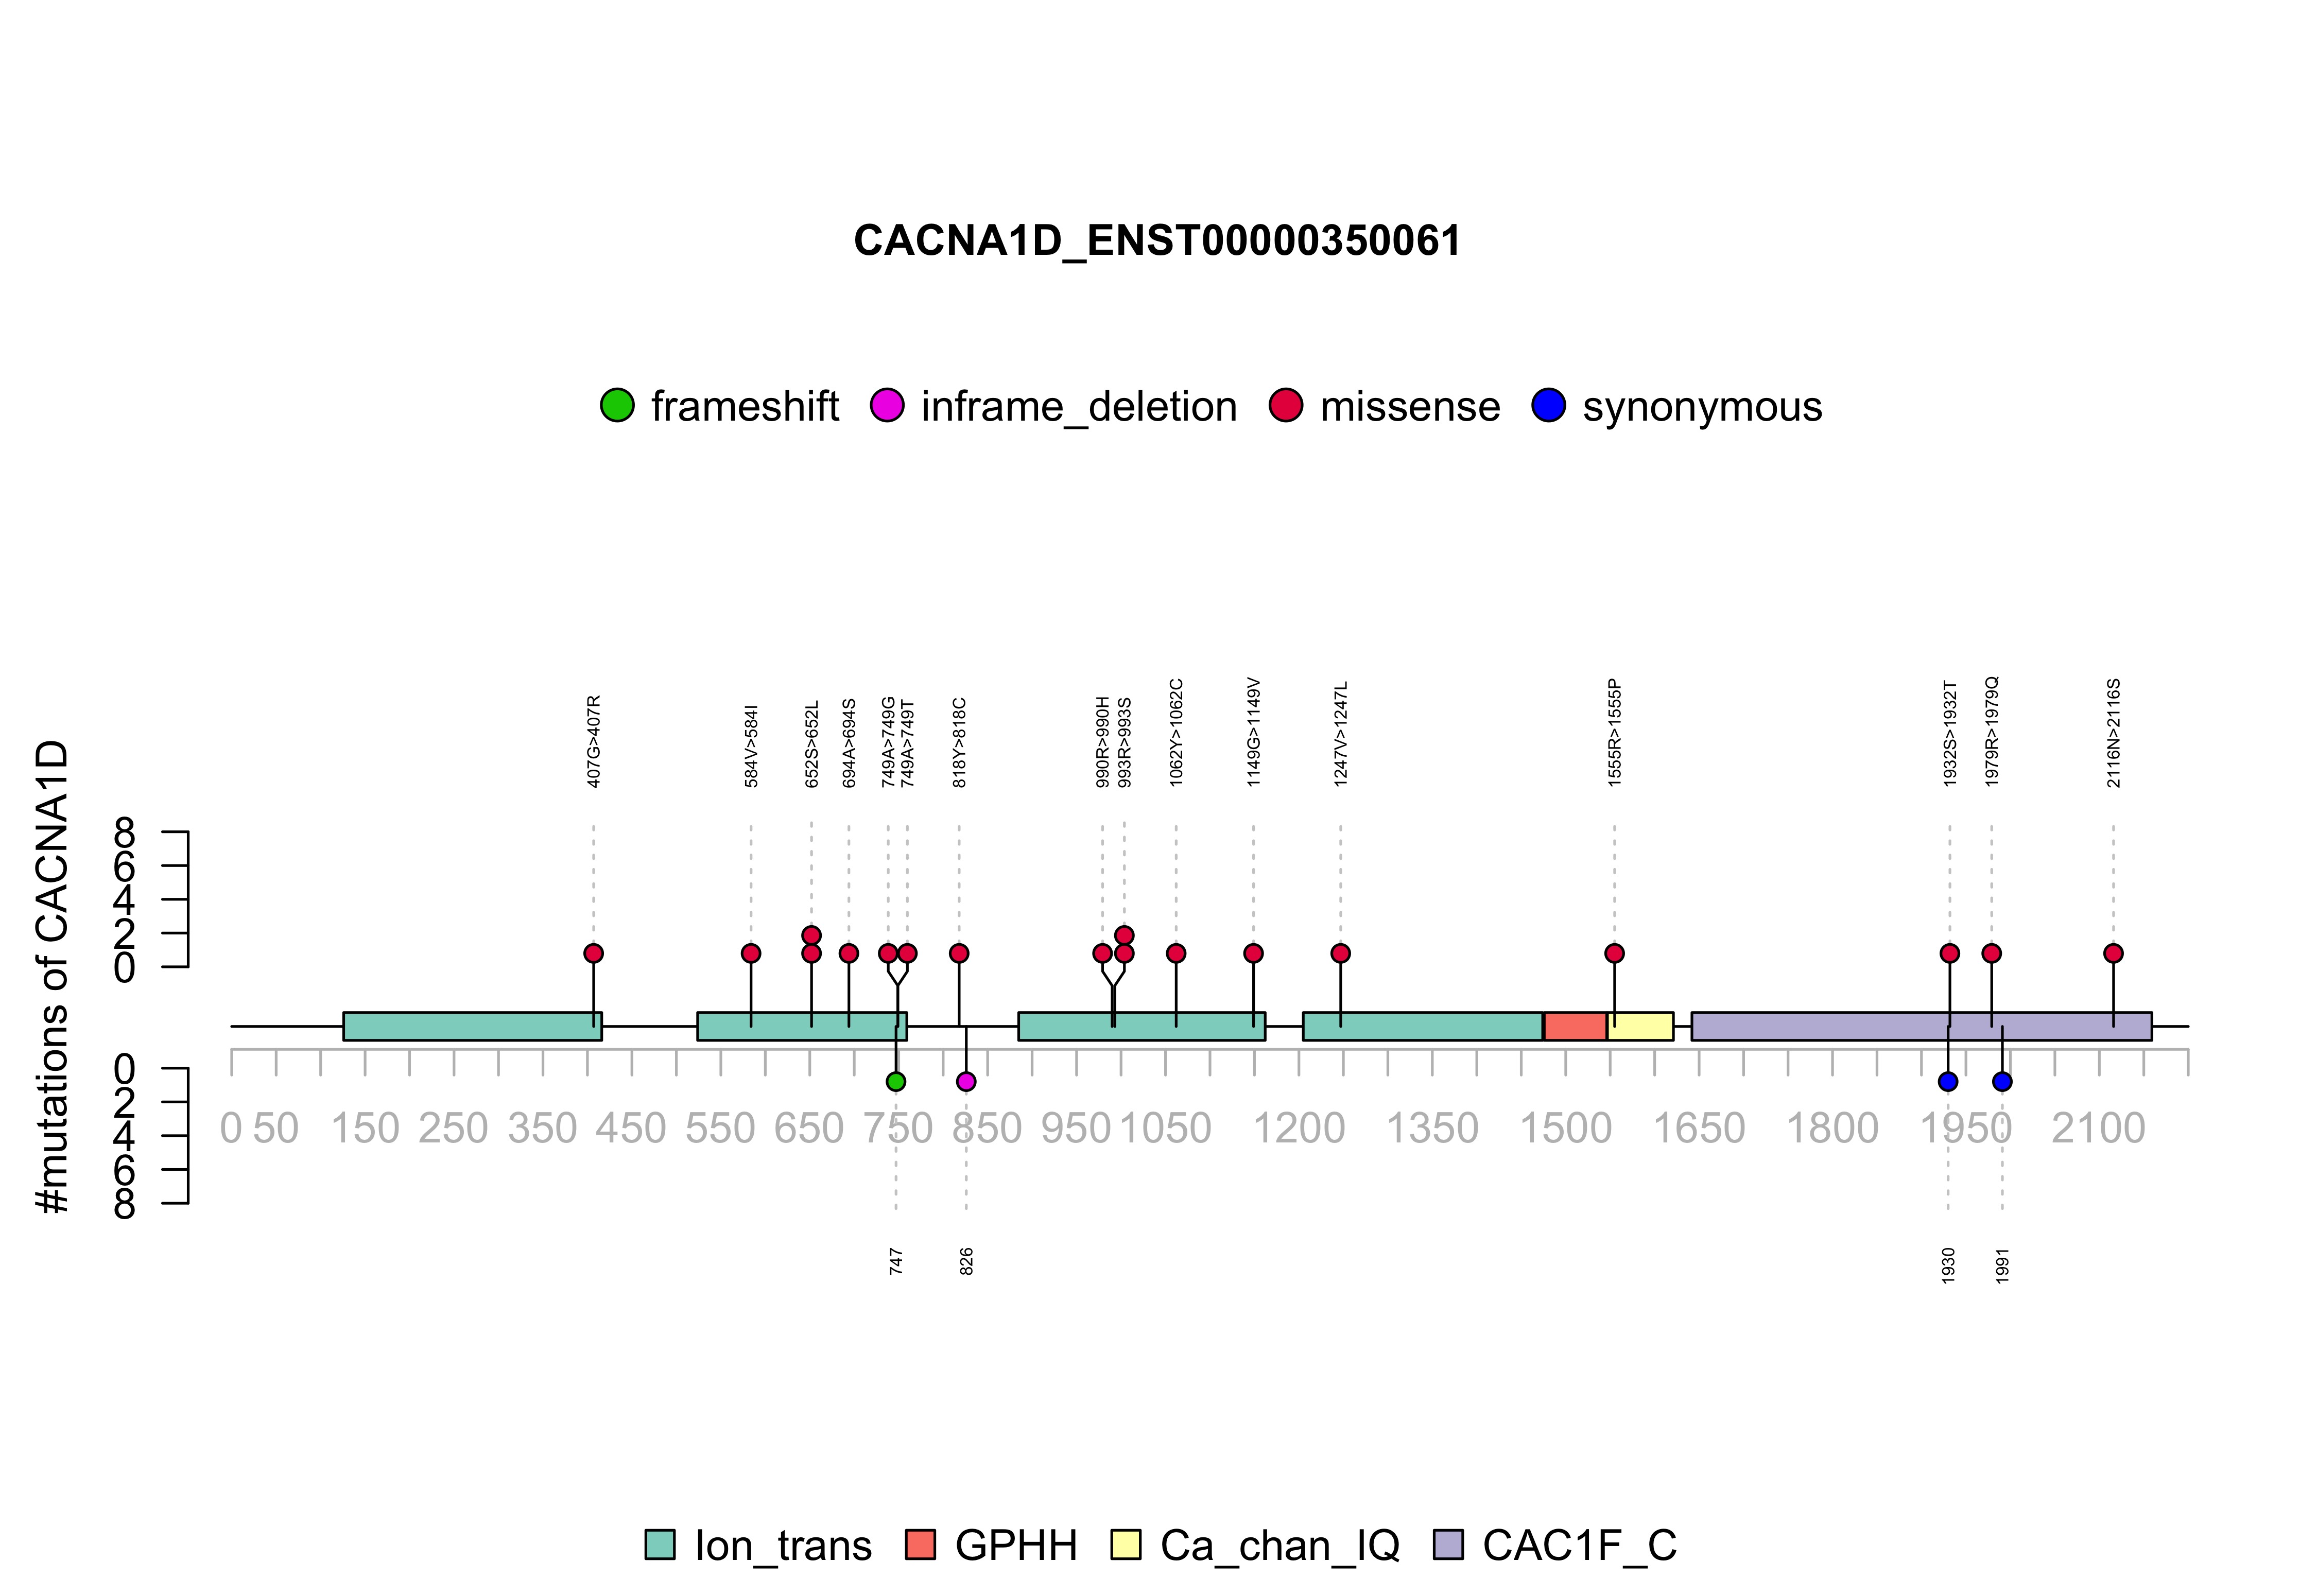 CACNA1D_ENST00000350061
frameshift inframe_deletion missense synonymous
407G>407R
584V>584I
652S>652L
694A>694S
749A>749G
749A>749T
818Y>818C
990R>990H
993R>993S
1062Y>1062C
1149G>1149V
1247V>1247L
1555R>1555P
1932S>1932T
1979R>1979Q
2116N>2116S
#mutations of CACNA1D
8
6
4
2
0
0
2
4
6
8
0 50 150 250 350 450 550 650 750 850 950 1050 1200 1350 1500 1650 1800 1950 2100
747
826
1930
1991
Ion_trans GPHH Ca_chan_IQ CAC1F_C